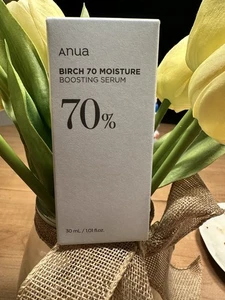 Anua
BIRCH 70 MOISTURE
BOOSTING SERUM
70%
30 mL / 1.01 fl.oz.